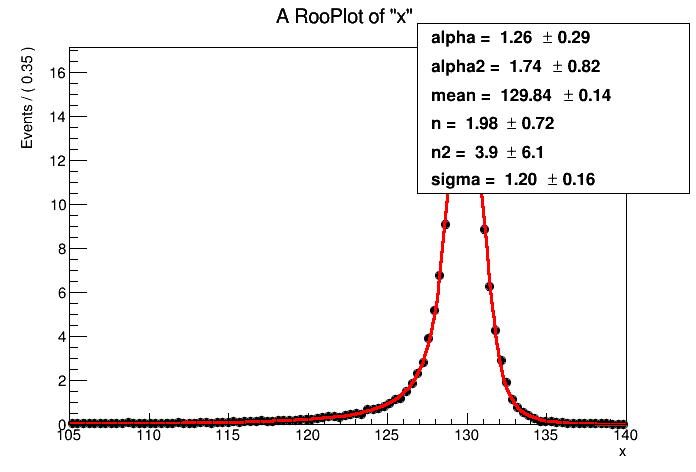 A RooPlot of "x"
alpha = 1.26 ± 0.29
alpha2 = 1.74 ± 0.82
mean = 129.84 ± 0.14
n = 1.98 ± 0.72
n2 = 3.9 ± 6.1
sigma = 1.20 ± 0.16
Events / ( 0.35 )
16
14
12
10
8
6
4
2
0
105 110 115 120 125 130 135 140
x